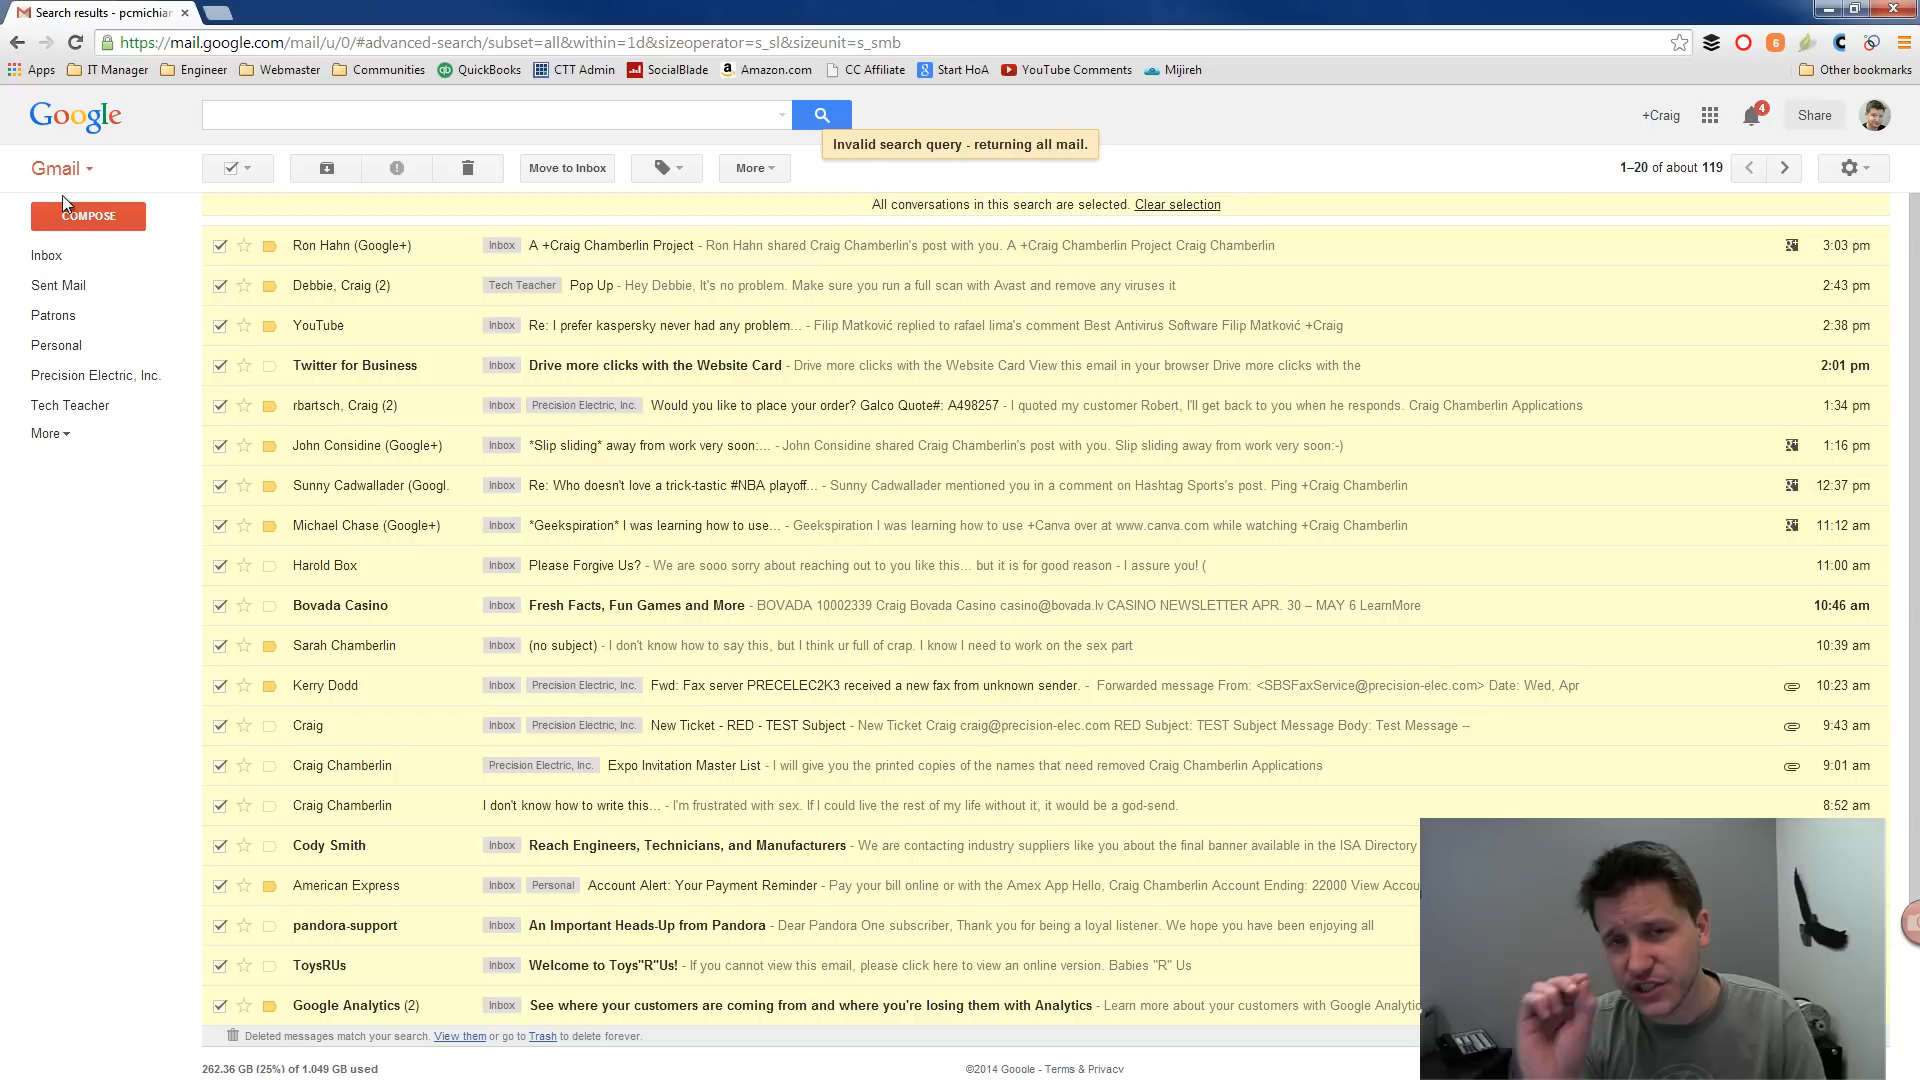 Search results - pcmichiar
https://mail.google.com/mail/u/0/#advanced-search/subset=all&within=1d&sizeoperator=s_sl&sizeunit=s_smb
6
Apps IT Manager Engineer Webmaster Communities QuickBooks CTT Admin SocialBlade Amazon.com CC Affiliate Start HoA YouTube Comments Mijireh Other bookmarks
Google
+Craig 4 Share
Invalid search query - returning all mail.
Gmail
Move to Inbox More 1–20 of about 119
COMPOSE
Inbox
Sent Mail
Patrons
Personal
Precision Electric, Inc.
Tech Teacher
More
All conversations in this search are selected. Clear selection
Ron Hahn (Google+) Inbox A +Craig Chamberlin Project - Ron Hahn shared Craig Chamberlin's post with you. A +Craig Chamberlin Project Craig Chamberlin 3:03 pm
Debbie, Craig (2) Tech Teacher Pop Up - Hey Debbie, It's no problem. Make sure you run a full scan with Avast and remove any viruses it 2:43 pm
YouTube Inbox Re: I prefer kaspersky never had any problem... - Filip Matković replied to rafael lima's comment Best Antivirus Software Filip Matković +Craig 2:38 pm
Twitter for Business Inbox Drive more clicks with the Website Card - Drive more clicks with the Website Card View this email in your browser Drive more clicks with the 2:01 pm
rbartsch, Craig (2) Inbox Precision Electric, Inc. Would you like to place your order? Galco Quote#: A498257 - I quoted my customer Robert, I'll get back to you when he responds. Craig Chamberlin Applications 1:34 pm
John Considine (Google+) Inbox *Slip sliding* away from work very soon:... - John Considine shared Craig Chamberlin's post with you. Slip sliding away from work very soon:-) 1:16 pm
Sunny Cadwallader (Googl. Inbox Re: Who doesn't love a trick-tastic #NBA playoff... - Sunny Cadwallader mentioned you in a comment on Hashtag Sports's post. Ping +Craig Chamberlin 12:37 pm
Michael Chase (Google+) Inbox *Geekspiration* I was learning how to use... - Geekspiration I was learning how to use +Canva over at www.canva.com while watching +Craig Chamberlin 11:12 am
Harold Box Inbox Please Forgive Us? - We are sooo sorry about reaching out to you like this... but it is for good reason - I assure you! ( 11:00 am
Bovada Casino Inbox Fresh Facts, Fun Games and More - BOVADA 10002339 Craig Bovada Casino casino@bovada.lv CASINO NEWSLETTER APR. 30 – MAY 6 LearnMore 10:46 am
Sarah Chamberlin Inbox (no subject) - I don't know how to say this, but I think ur full of crap. I know I need to work on the sex part 10:39 am
Kerry Dodd Inbox Precision Electric, Inc. Fwd: Fax server PRECELEC2K3 received a new fax from unknown sender. - Forwarded message From: <SBSFaxService@precision-elec.com> Date: Wed, Apr 10:23 am
Craig Inbox Precision Electric, Inc. New Ticket - RED - TEST Subject - New Ticket Craig craig@precision-elec.com RED Subject: TEST Subject Message Body: Test Message -- 9:43 am
Craig Chamberlin Precision Electric, Inc. Expo Invitation Master List - I will give you the printed copies of the names that need removed Craig Chamberlin Applications 9:01 am
Craig Chamberlin I don't know how to write this... - I'm frustrated with sex. If I could live the rest of my life without it, it would be a god-send. 8:52 am
Cody Smith Inbox Reach Engineers, Technicians, and Manufacturers - We are contacting industry suppliers like you about the final banner available in the ISA Directory
American Express Inbox Personal Account Alert: Your Payment Reminder - Pay your bill online or with the Amex App Hello, Craig Chamberlin Account Ending: 22000 View Accou
pandora-support Inbox An Important Heads-Up from Pandora - Dear Pandora One subscriber, Thank you for being a loyal listener. We hope you have been enjoying all
ToysRUs Inbox Welcome to Toys"R"Us! - If you cannot view this email, please click here to view an online version. Babies "R" Us
Google Analytics (2) Inbox See where your customers are coming from and where you're losing them with Analytics - Learn more about your customers with Google Analytic
Deleted messages match your search. View them or go to Trash to delete forever.
262.36 GB (25%) of 1,049 GB used ©2014 Google - Terms & Privacy